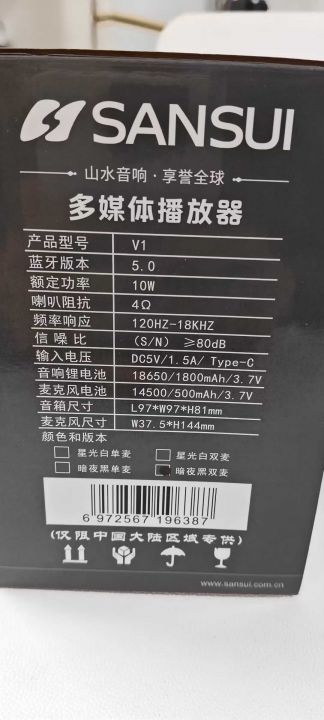 SANSUI
山水音响·享誉全球
多媒体播放器
产品型号 V1
蓝牙版本 5.0
额定功率 10W
喇叭阻抗 4Ω
频率响应 120HZ-18KHZ
信 噪 比 (S/N) ≥80dB
输入电压 DC5V/1.5A/ Type-C
音响锂电池 18650/1800mAh/3.7V
麦克风电池 14500/500mAh/3.7V
音箱尺寸 L97*W97*H81mm
麦克风尺寸 W37.5*H144mm
颜色和版本
星光白单麦 星光白双麦
暗夜黑单麦 暗夜黑双麦
6 972567 196387
(仅限中国大陆区域专供)
www.sansui.com.cn